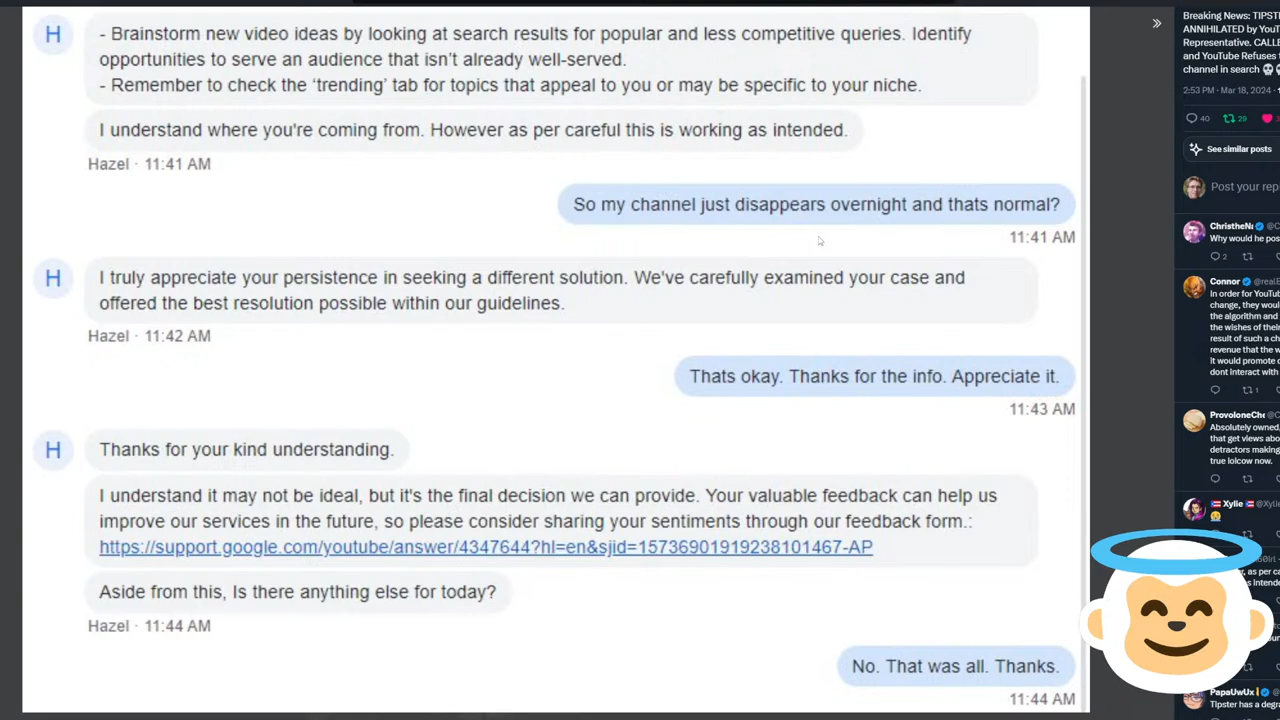 H
- Brainstorm new video ideas by looking at search results for popular and less competitive queries. Identify
opportunities to serve an audience that isn't already well-served.
- Remember to check the ‘trending’ tab for topics that appeal to you or may be specific to your niche.
I understand where you're coming from. However as per careful this is working as intended.
Hazel · 11:41 AM
So my channel just disappears overnight and thats normal?
11:41 AM
H
I truly appreciate your persistence in seeking a different solution. We've carefully examined your case and
offered the best resolution possible within our guidelines.
Hazel · 11:42 AM
Thats okay. Thanks for the info. Appreciate it.
11:43 AM
H
Thanks for your kind understanding.
I understand it may not be ideal, but it's the final decision we can provide. Your valuable feedback can help us
improve our services in the future, so please consider sharing your sentiments through our feedback form.:
https://support.google.com/youtube/answer/4347644?hl=en&sjid=15736901919238101467-AP
Aside from this, Is there anything else for today?
Hazel · 11:44 AM
No. That was all. Thanks.
11:44 AM
Breaking News: TIPST
ANNIHILATED by YouT
Representative. CALLE
and YouTube Refuses t
channel in search
2:53 PM · Mar 18, 2024 ·
40 29
See similar posts
Post your rep
ChristheNa @C
Why would he pos
2
Connor @realE
In order for YouTub
change, they woul
the algorithm and
the wishes of their
result of such a ch
revenue that the w
it would promote c
dont interact with
1
ProvoloneChe @C
Absolutely owned,
that get views abo
detractors making
true lolcow now.
Xylie @Xylie
PapaUwUx
Tipster has a degra